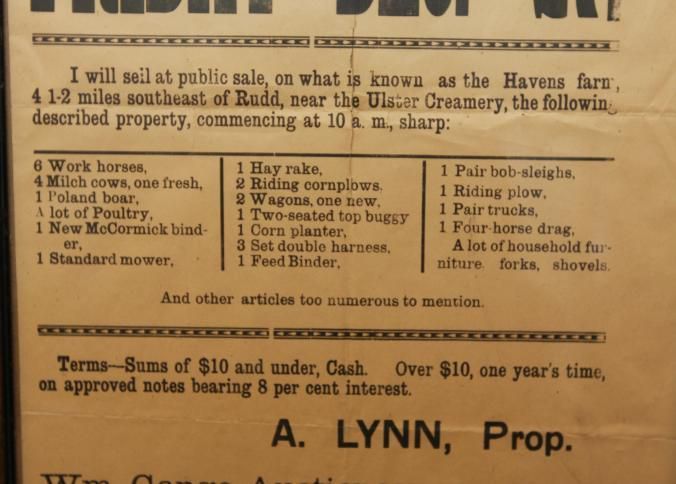 I will sell at public sale, on what is known as the Havens farm,
4 1-2 miles southeast of Rudd, near the Ulster Creamery, the following
described property, commencing at 10 a. m., sharp:
6 Work horses,
4 Milch cows, one fresh,
1 Poland boar,
A lot of Poultry,
1 New McCormick bind-
er,
1 Standard mower,
1 Hay rake,
2 Riding cornplows,
2 Wagons, one new,
1 Two-seated top buggy
1 Corn planter,
3 Set double harness,
1 Feed Binder,
1 Pair bob-sleighs,
1 Riding plow,
1 Pair trucks,
1 Four-horse drag,
A lot of household fur-
niture, forks, shovels.
And other articles too numerous to mention.
Terms—Sums of $10 and under, Cash. Over $10, one year's time,
on approved notes bearing 8 per cent interest.
A. LYNN, Prop.
Wm.